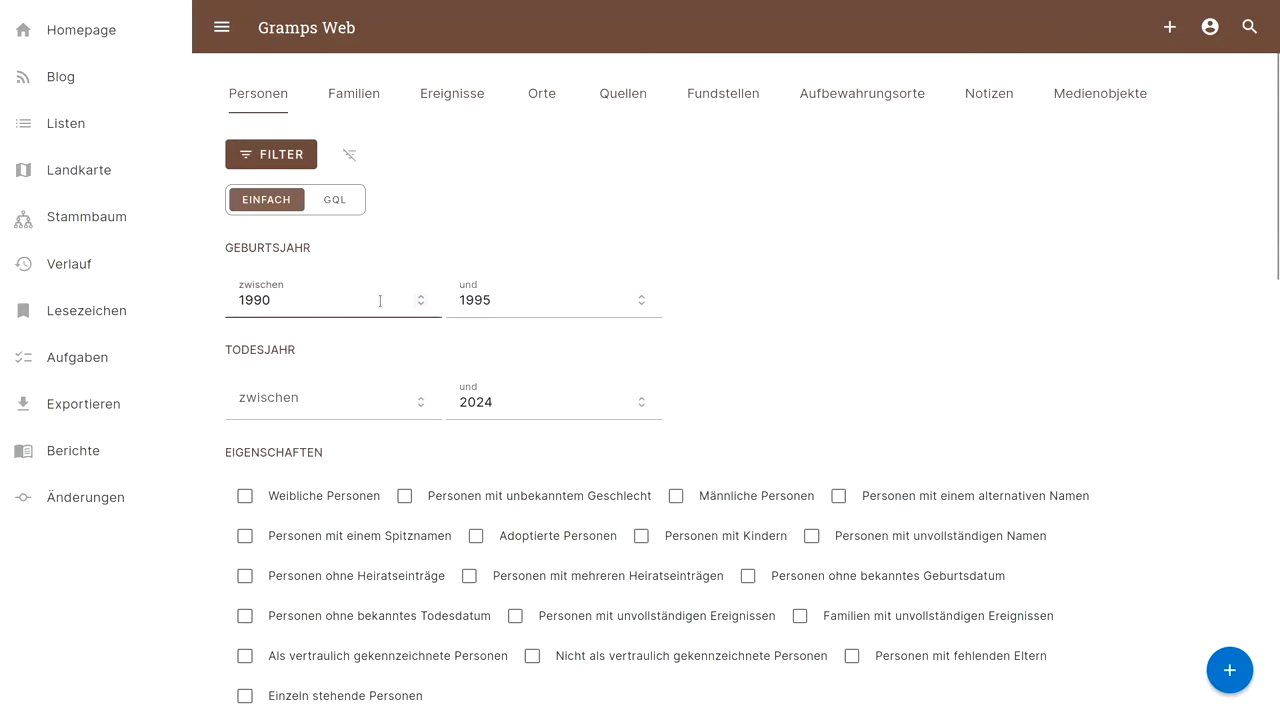 Homepage
Blog
Listen
Landkarte
Stammbaum
Verlauf
Lesezeichen
Aufgaben
Exportieren
Berichte
Änderungen
Gramps Web
Personen Familien Ereignisse Orte Quellen Fundstellen Aufbewahrungsorte Notizen Medienobjekte
FILTER
EINFACH GQL
GEBURTSJAHR
zwischen und
1990 1995
TODESJAHR
zwischen und
2024
EIGENSCHAFTEN
Weibliche Personen Personen mit unbekanntem Geschlecht Männliche Personen Personen mit einem alternativen Namen
Personen mit einem Spitznamen Adoptierte Personen Personen mit Kindern Personen mit unvollständigen Namen
Personen ohne Heiratseinträge Personen mit mehreren Heiratseinträgen Personen ohne bekanntes Geburtsdatum
Personen ohne bekanntes Todesdatum Personen mit unvollständigen Ereignissen Familien mit unvollständigen Ereignissen
Als vertraulich gekennzeichnete Personen Nicht als vertraulich gekennzeichnete Personen Personen mit fehlenden Eltern
Einzeln stehende Personen